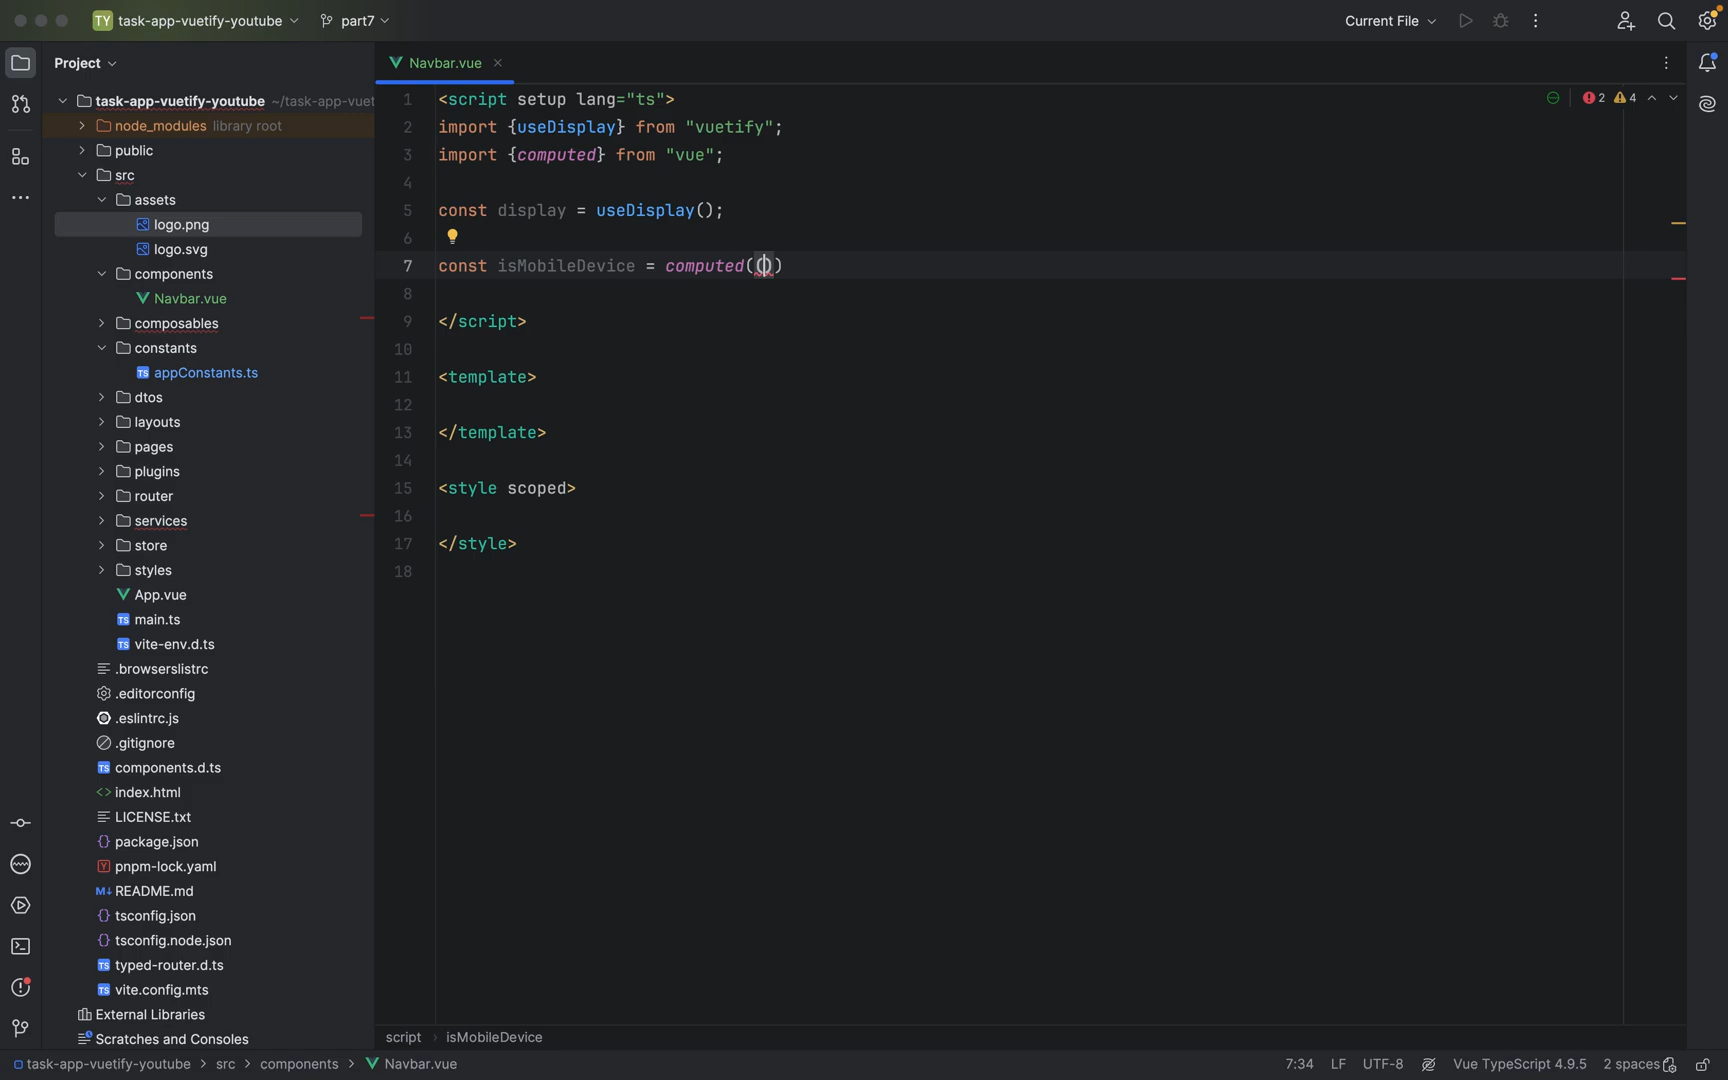 TY task-app-vuetify-youtube part7 Current File
Project
task-app-vuetify-youtube ~/task-app-vuet
node_modules library root
public
src
assets
logo.png
logo.svg
components
Navbar.vue
composables
constants
TS appConstants.ts
dtos
layouts
pages
plugins
router
services
store
styles
App.vue
TS main.ts
TS vite-env.d.ts
.browserslistrc
.editorconfig
.eslintrc.js
.gitignore
TS components.d.ts
<> index.html
LICENSE.txt
{} package.json
Y pnpm-lock.yaml
M↓ README.md
{} tsconfig.json
{} tsconfig.node.json
TS typed-router.d.ts
TS vite.config.mts
External Libraries
Scratches and Consoles
Navbar.vue
2 4
1 <script setup lang="ts">
2 import {useDisplay} from "vuetify";
3 import {computed} from "vue";
4
5 const display = useDisplay();
6
7 const isMobileDevice = computed(())
8
9 </script>
10
11 <template>
12
13 </template>
14
15 <style scoped>
16
17 </style>
18
script › isMobileDevice
task-app-vuetify-youtube > src > components > Navbar.vue
7:34 LF UTF-8 Vue TypeScript 4.9.5 2 spaces